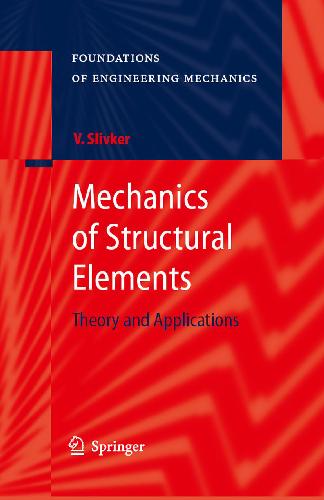 FOUNDATIONS
OF ENGINEERING MECHANICS
V. Slivker
Mechanics
of Structural
Elements
Theory and Applications
Springer